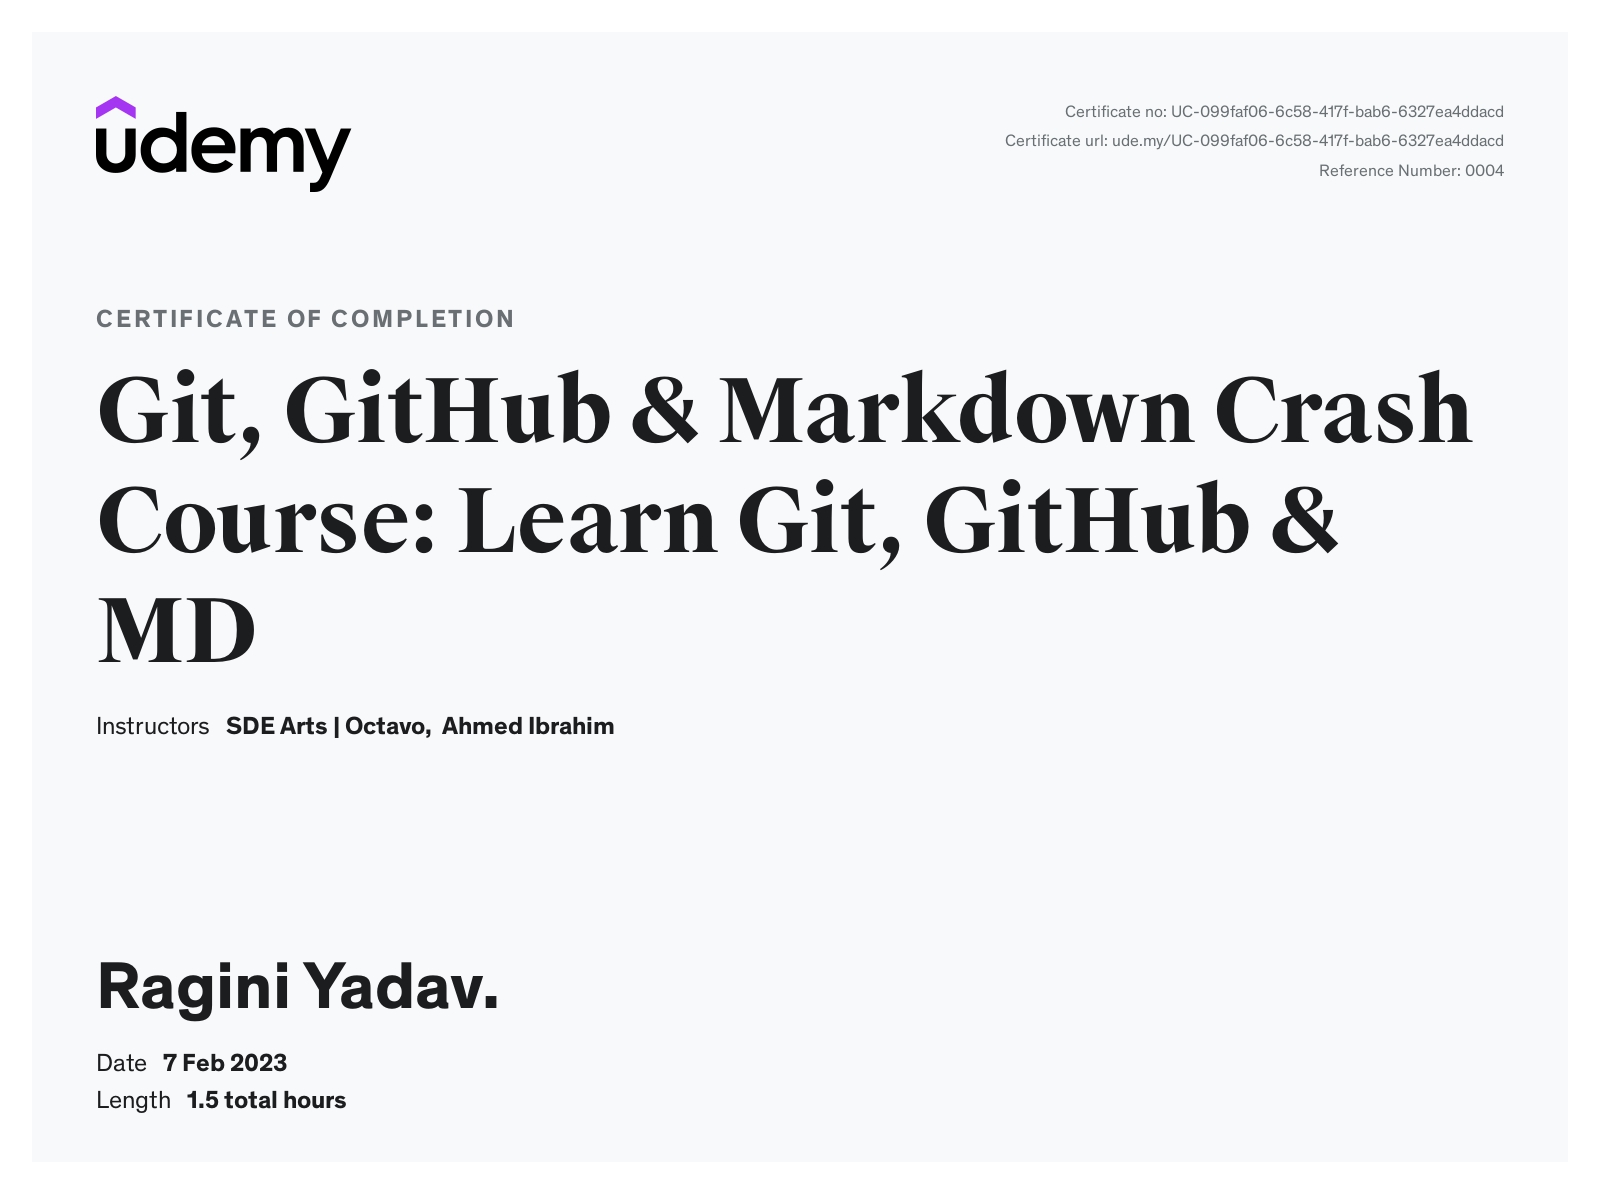 udemy
Certificate no: UC-099faf06-6c58-417f-bab6-6327ea4ddacd
Certificate url: ude.my/UC-099faf06-6c58-417f-bab6-6327ea4ddacd
Reference Number: 0004
CERTIFICATE OF COMPLETION
Git, GitHub & Markdown Crash
Course: Learn Git, GitHub &
MD
Instructors SDE Arts | Octavo, Ahmed Ibrahim
Ragini Yadav.
Date 7 Feb 2023
Length 1.5 total hours